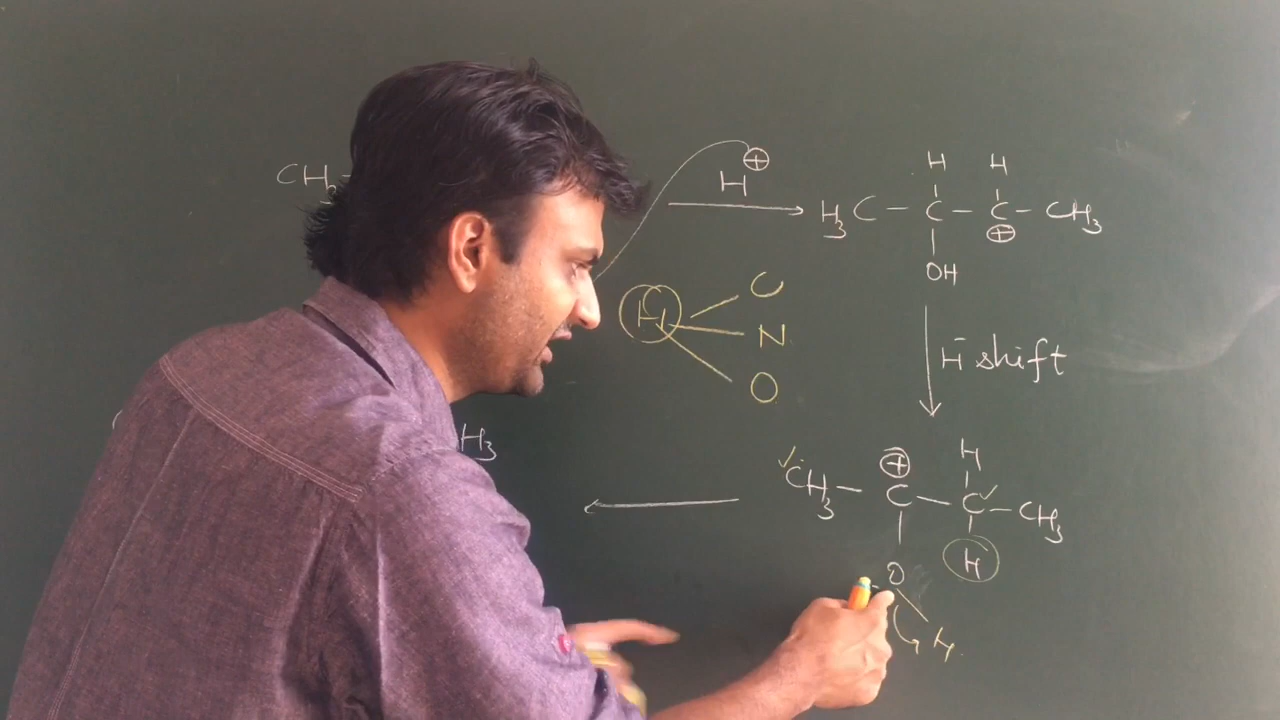 CH3
⊕
H
H H
H3C – C – C – CH3
⊕
OH
H C
N
O
H̄ shift
H3
⊕ H
CH3 – C – C – CH3
H
O
H